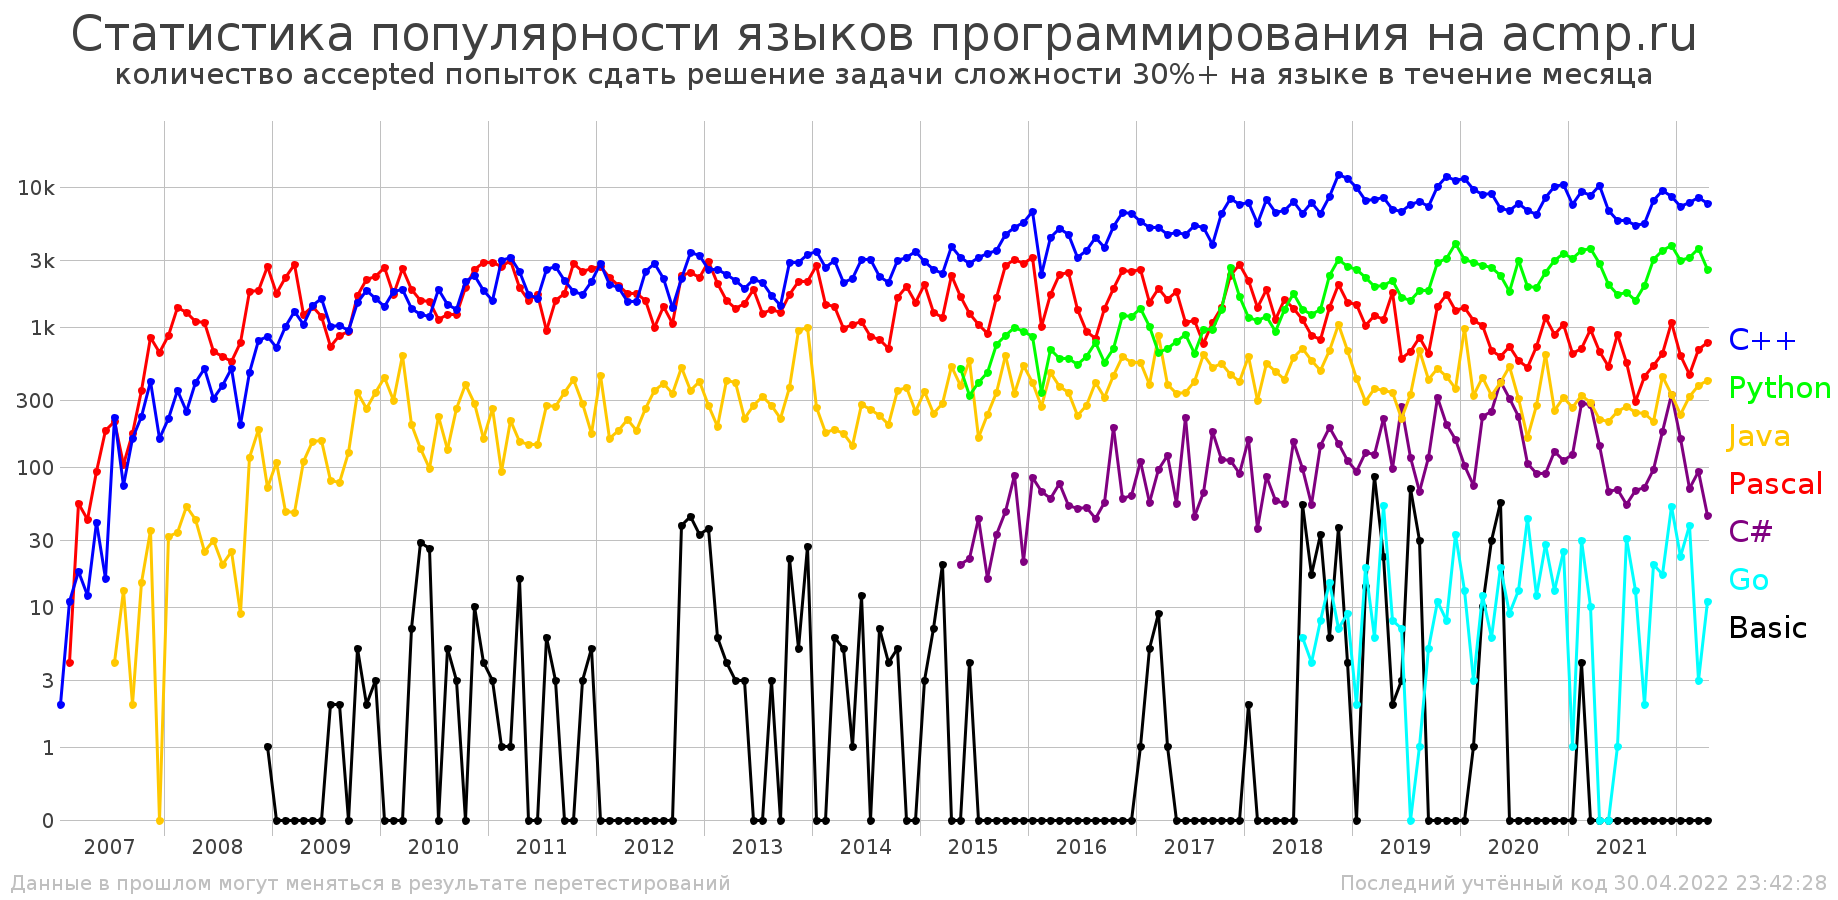 Статистика популярности языков программирования на acmp.ru
количество accepted попыток сдать решение задачи сложности 30%+ на языке в течение месяца
10k
3k
1k
300
100
30
10
3
1
0
C++
Python
Java
Pascal
C#
Go
Basic
2007 2008 2009 2010 2011 2012 2013 2014 2015 2016 2017 2018 2019 2020 2021
Данные в прошлом могут меняться в результате перетестирований
Последний учтённый код 30.04.2022 23:42:28